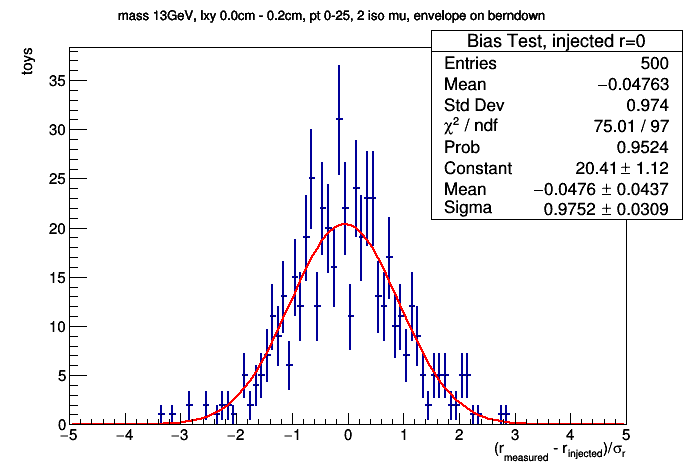 mass 13GeV, lxy 0.0cm - 0.2cm, pt 0-25, 2 iso mu, envelope on berndown
toys
Bias Test, injected r=0
Entries 500
Mean −0.04763
Std Dev 0.974
χ² / ndf 75.01 / 97
Prob 0.9524
Constant 20.41 ± 1.12
Mean −0.0476 ± 0.0437
Sigma 0.9752 ± 0.0309
35
30
25
20
15
10
5
0
−5 −4 −3 −2 −1 0 1 2 3 4 5
(r_measured - r_injected)/σ_r